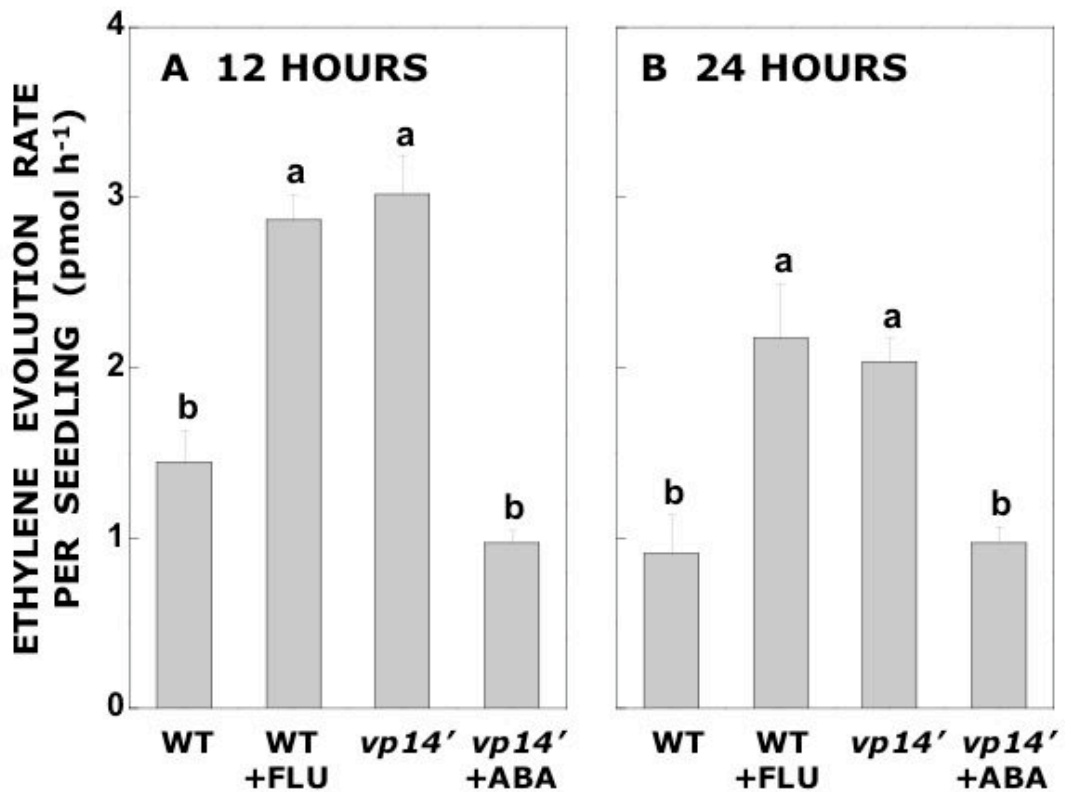 ETHYLENE EVOLUTION RATE
PER SEEDLING (pmol h⁻¹)
4
3
2
1
0
A 12 HOURS
b
a
a
b
WT
WT
+FLU
vp14′
vp14′
+ABA
B 24 HOURS
b
a
a
b
WT
WT
+FLU
vp14′
vp14′
+ABA